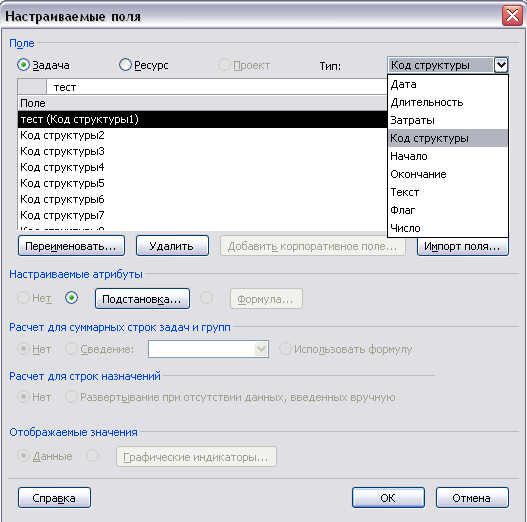 Настраиваемые поля
Поле
Задача Ресурс Проект Тип: Код структуры
тест
Поле
тест (Код структуры1)
Код структуры2
Код структуры3
Код структуры4
Код структуры5
Код структуры6
Код структуры7
Дата
Длительность
Затраты
Код структуры
Начало
Окончание
Текст
Флаг
Число
Переименовать... Удалить Добавить корпоративное поле... Импорт поля...
Настраиваемые атрибуты
Нет Подстановка... Формула...
Расчет для суммарных строк задач и групп
Нет Сведение: Использовать формулу
Расчет для строк назначений
Нет Развертывание при отсутствии данных, введенных вручную
Отображаемые значения
Данные Графические индикаторы...
Справка ОК Отмена